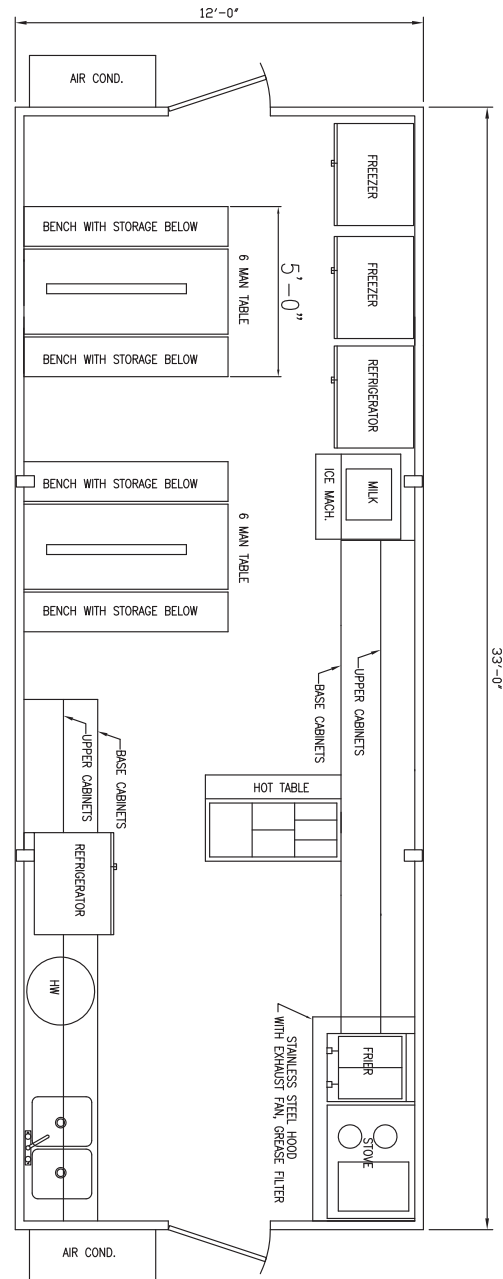 12'-0"
AIR COND.
FREEZER
BENCH WITH STORAGE BELOW
6 MAN TABLE
5'-0"
FREEZER
BENCH WITH STORAGE BELOW
REFRIGERATOR
BENCH WITH STORAGE BELOW
ICE MACH.
MILK
6 MAN TABLE
BENCH WITH STORAGE BELOW
33'-0"
BASE CABINETS
UPPER CABINETS
UPPER CABINETS
BASE CABINETS
HOT TABLE
REFRIGERATOR
HW
STAINLESS STEEL HOOD
WITH EXHAUST FAN, GREASE FILTER
FRIER
STOVE
AIR COND.